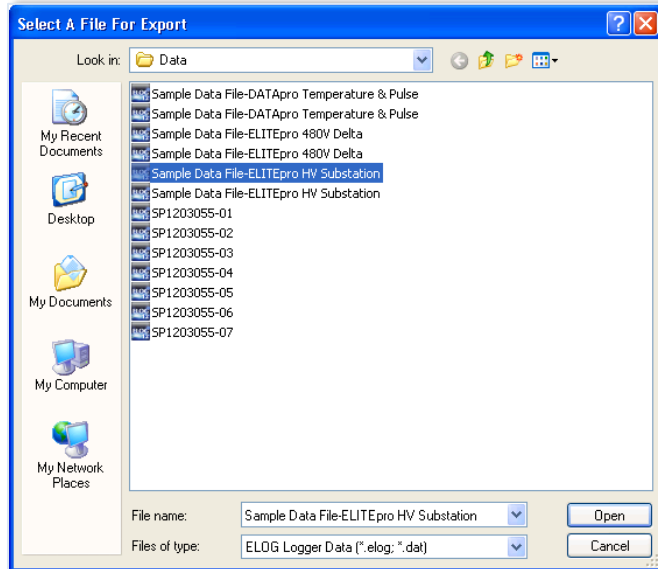 Select A File For Export
Look in: Data
My Recent
Documents
Desktop
My Documents
My Computer
My Network
Places
Sample Data File-DATApro Temperature & Pulse
Sample Data File-DATApro Temperature & Pulse
Sample Data File-ELITEpro 480V Delta
Sample Data File-ELITEpro 480V Delta
Sample Data File-ELITEpro HV Substation
Sample Data File-ELITEpro HV Substation
SP1203055-01
SP1203055-02
SP1203055-03
SP1203055-04
SP1203055-05
SP1203055-06
SP1203055-07
File name: Sample Data File-ELITEpro HV Substation Open
Files of type: ELOG Logger Data (*.elog; *.dat) Cancel